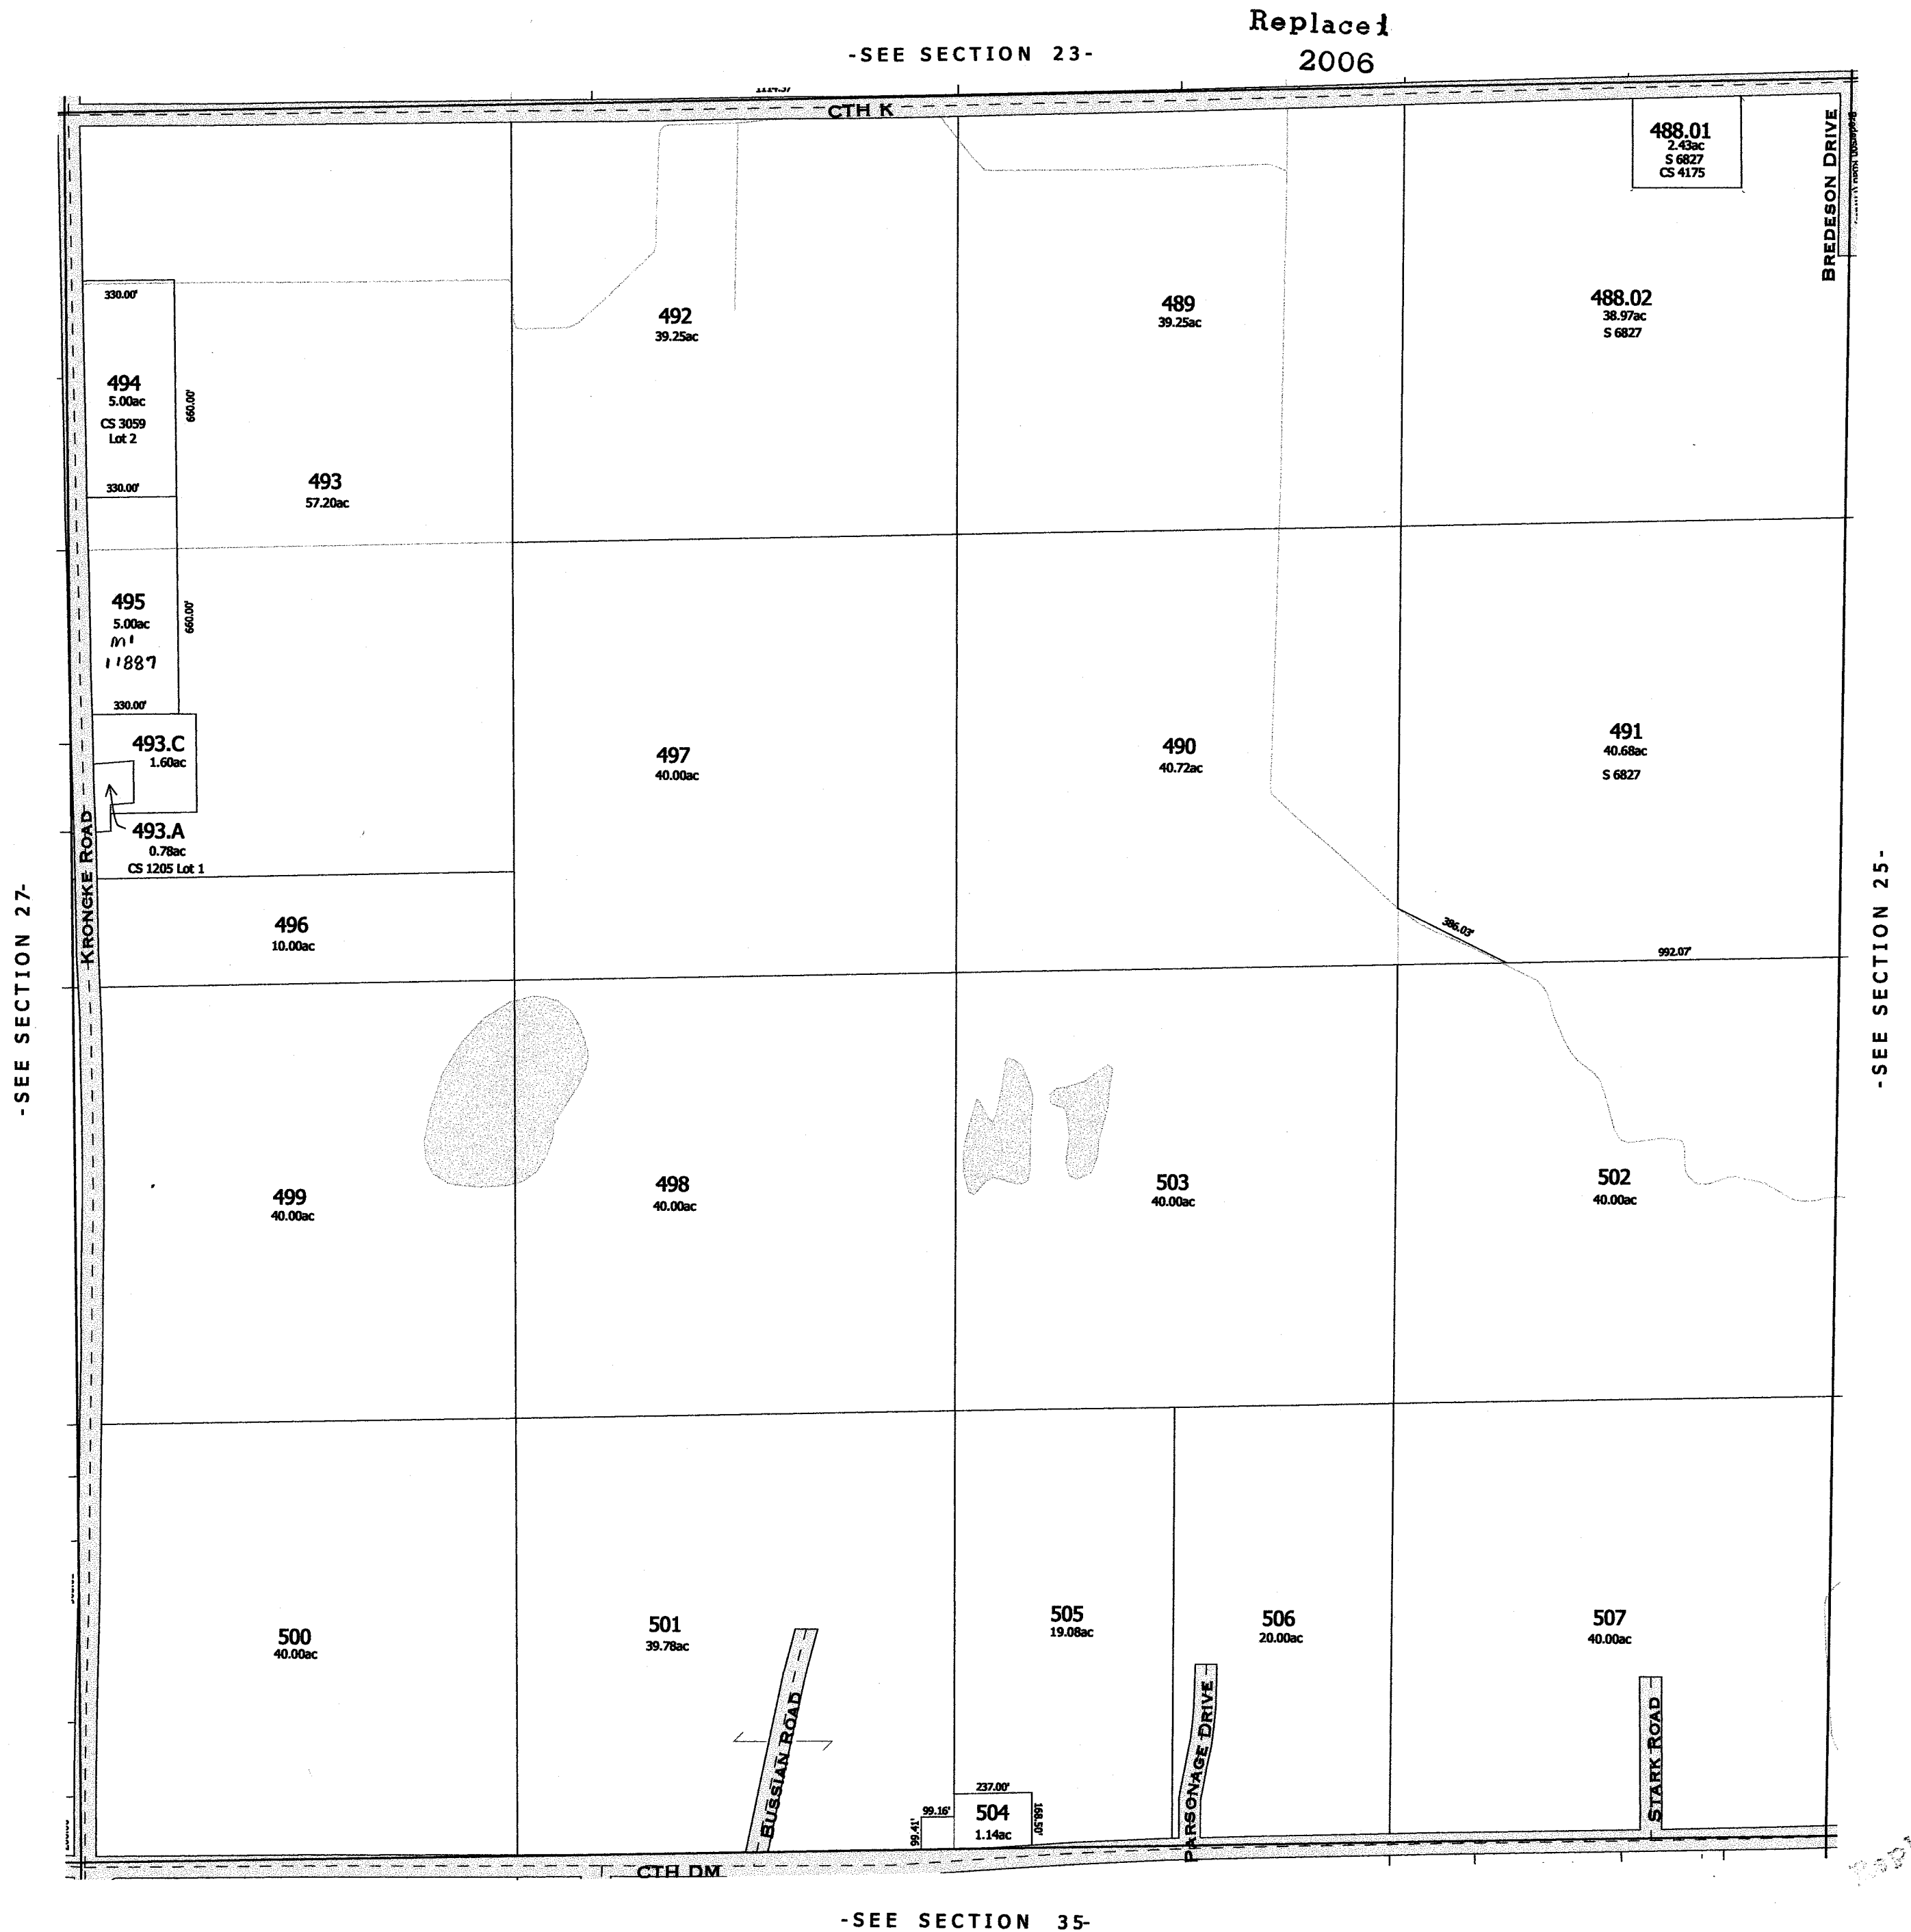 Replaced
2006
-SEE SECTION 23-
CTH K
488.01
2.43ac
S 6827
CS 4175
BREDESON DRIVE
330.00'
494
5.00ac
CS 3059
Lot 2
660.00'
330.00'
493
57.20ac
492
39.25ac
489
39.25ac
488.02
38.97ac
S 6827
495
5.00ac
11887
660.00'
330.00'
493.C
1.60ac
493.A
0.78ac
CS 1205 Lot 1
497
40.00ac
490
40.72ac
491
40.68ac
S 6827
KRONCKE ROAD
-SEE SECTION 27-
-SEE SECTION 25-
496
10.00ac
386.03'
992.07'
499
40.00ac
498
40.00ac
503
40.00ac
502
40.00ac
500
40.00ac
501
39.78ac
505
19.08ac
506
20.00ac
507
40.00ac
BUSSIAN ROAD
PARSONAGE DRIVE
STARK ROAD
237.00'
99.16'
99.41'
504
1.14ac
168.50'
CTH DM
-SEE SECTION 35-